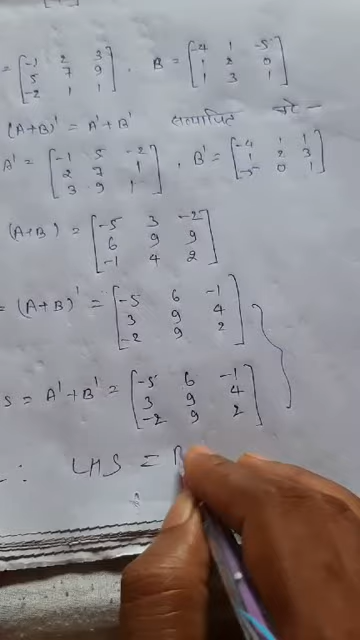 = [-1 2 3
5 7 9
-2 1 1] , B = [-4 1 -5
1 2 0
1 3 1]
(A+B)' = A' + B' सत्यापित करे -
A' = [-1 5 -2
2 7 1
3 9 1] , B' = [-4 1 1
1 2 3
-5 0 1]
(A+B) = [-5 3 -2
6 9 9
-1 4 2]
= (A+B)' = [-5 6 -1
3 9 4
-2 9 2]
S = A' + B' = [-5 6 -1
3 9 4
-2 9 2]
∴ LHS = R